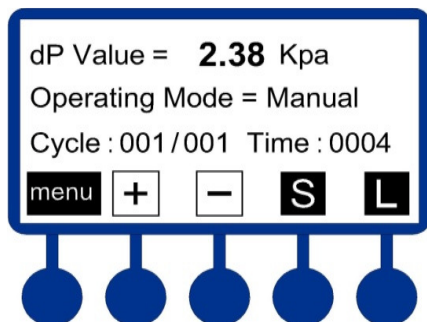 dP Value = 2.38 Kpa
Operating Mode = Manual
Cycle : 001/001 Time : 0004
menu + − S L